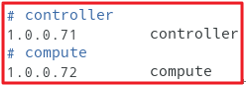 # controller
1.0.0.71 controller
# compute
1.0.0.72 compute